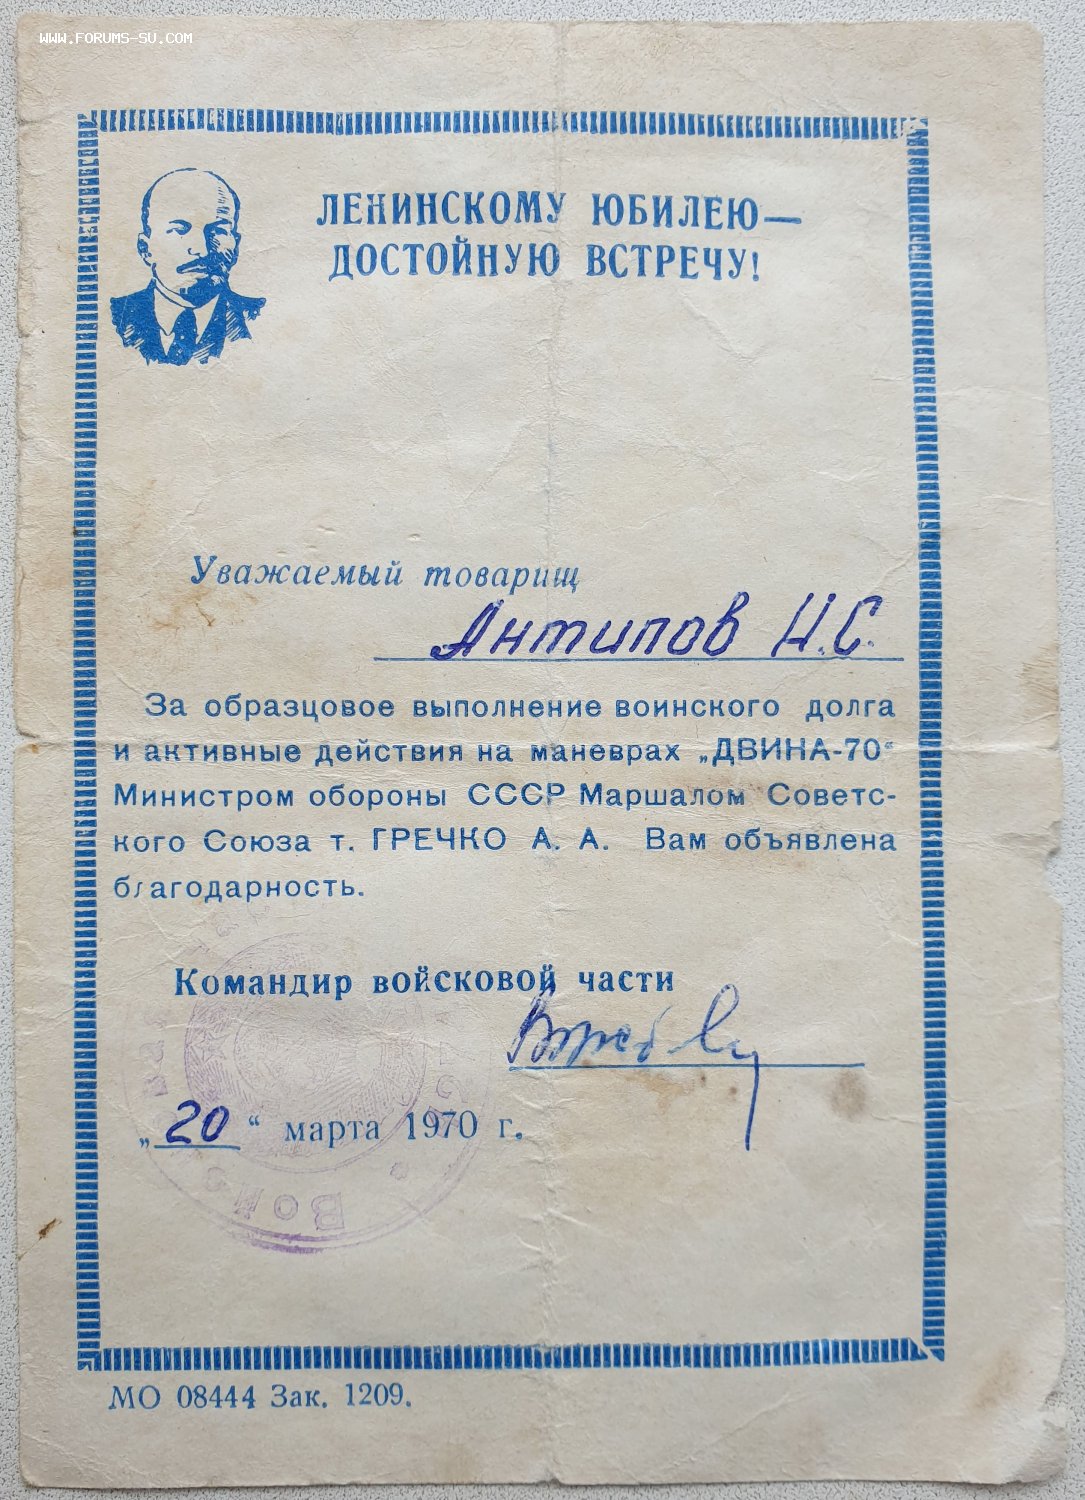 WWW.FORUMS-SU.COM
ЛЕНИНСКОМУ ЮБИЛЕЮ—
ДОСТОЙНУЮ ВСТРЕЧУ!
Уважаемый товарищ
Антипов Н.С.
За образцовое выполнение воинского долга
и активные действия на маневрах „ДВИНА-70“
Министром обороны СССР Маршалом Советс-
кого Союза т. ГРЕЧКО А. А. Вам объявлена
благодарность.
Командир войсковой части
„20“ марта 1970 г.
МО 08444 Зак. 1209.